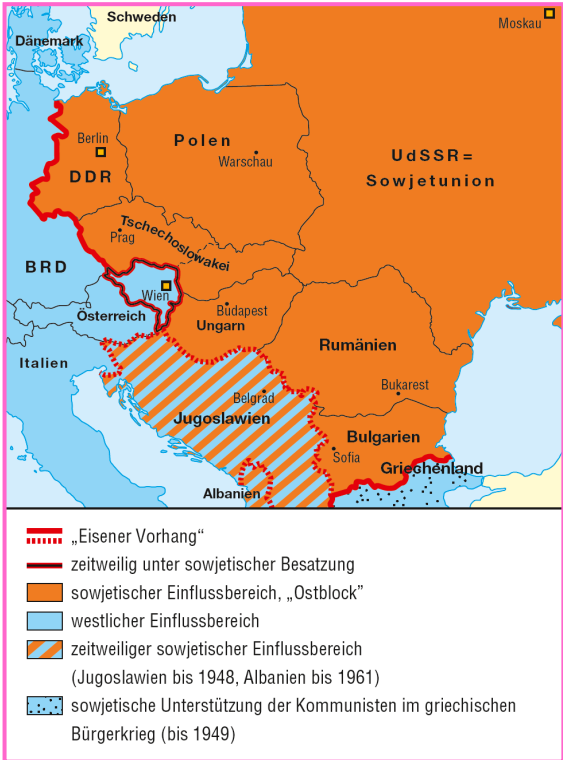 Schweden
Moskau
Dänemark
Berlin
Polen
Warschau
DDR
UdSSR=
Sowjetunion
Tschechoslowakei
Prag
BRD
Wien
Österreich
Budapest
Ungarn
Italien
Rumänien
Belgrad
Bukarest
Jugoslawien
Bulgarien
Sofia
Griechenland
Albanien
„Eisener Vorhang“
zeitweilig unter sowjetischer Besatzung
sowjetischer Einflussbereich, „Ostblock”
westlicher Einflussbereich
zeitweiliger sowjetischer Einflussbereich
(Jugoslawien bis 1948, Albanien bis 1961)
sowjetische Unterstützung der Kommunisten im griechischen
Bürgerkrieg (bis 1949)